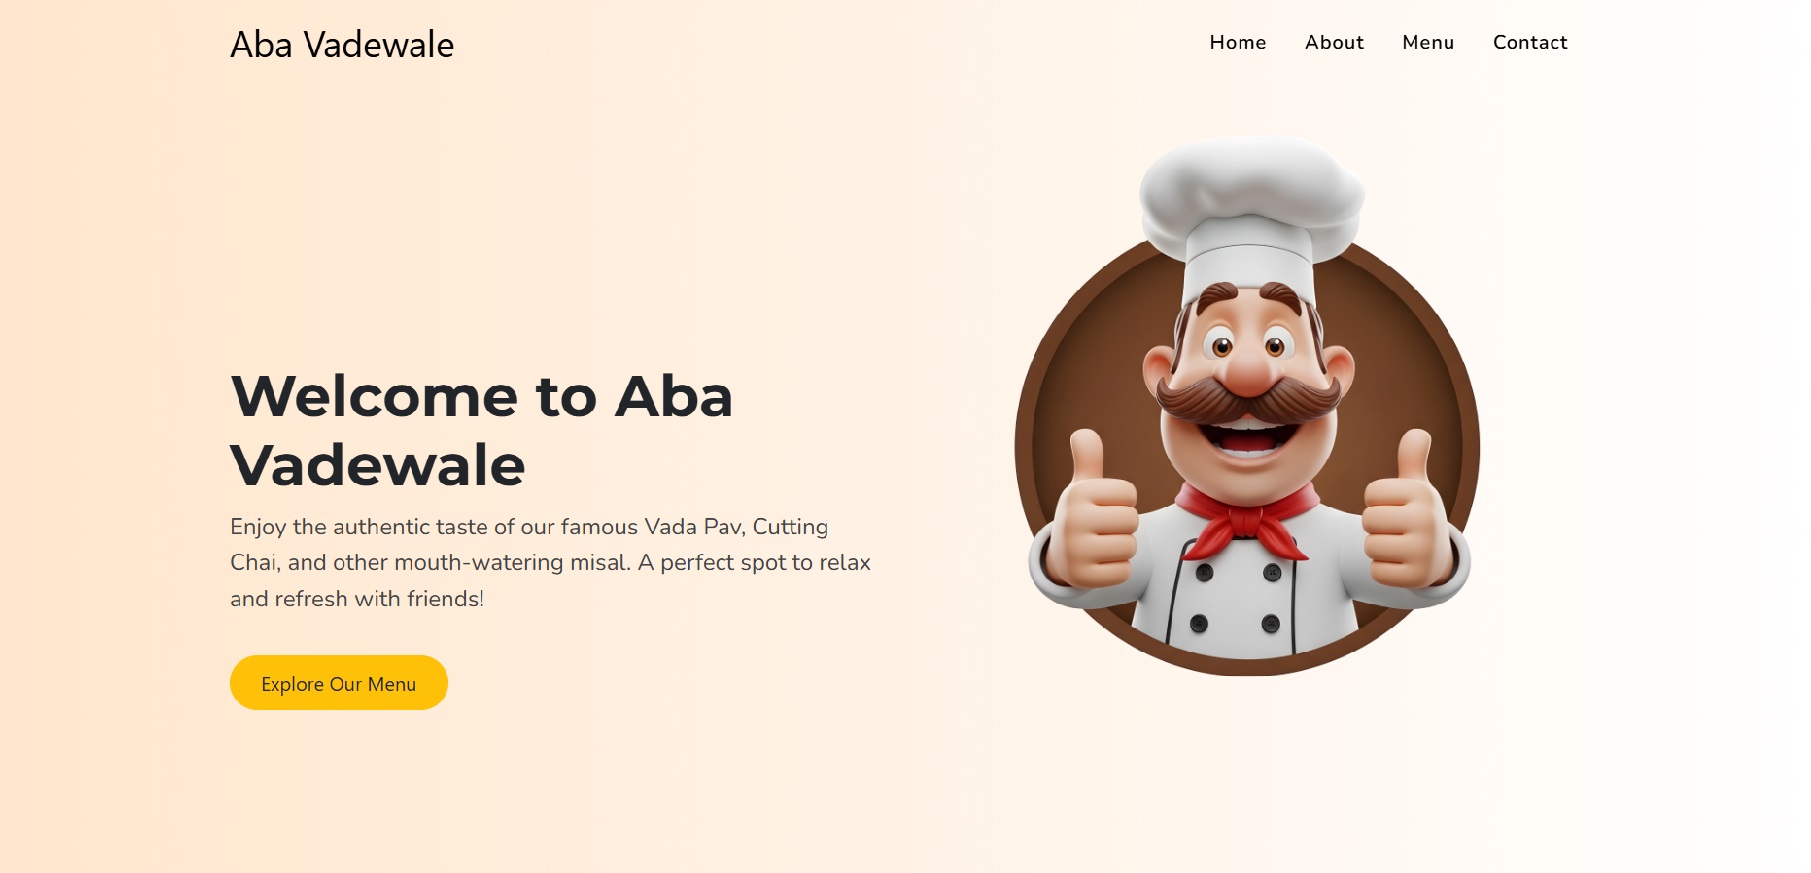 Aba Vadewale
Home About Menu Contact
Welcome to Aba
Vadewale
Enjoy the authentic taste of our famous Vada Pav, Cutting
Chai, and other mouth-watering misal. A perfect spot to relax
and refresh with friends!
Explore Our Menu